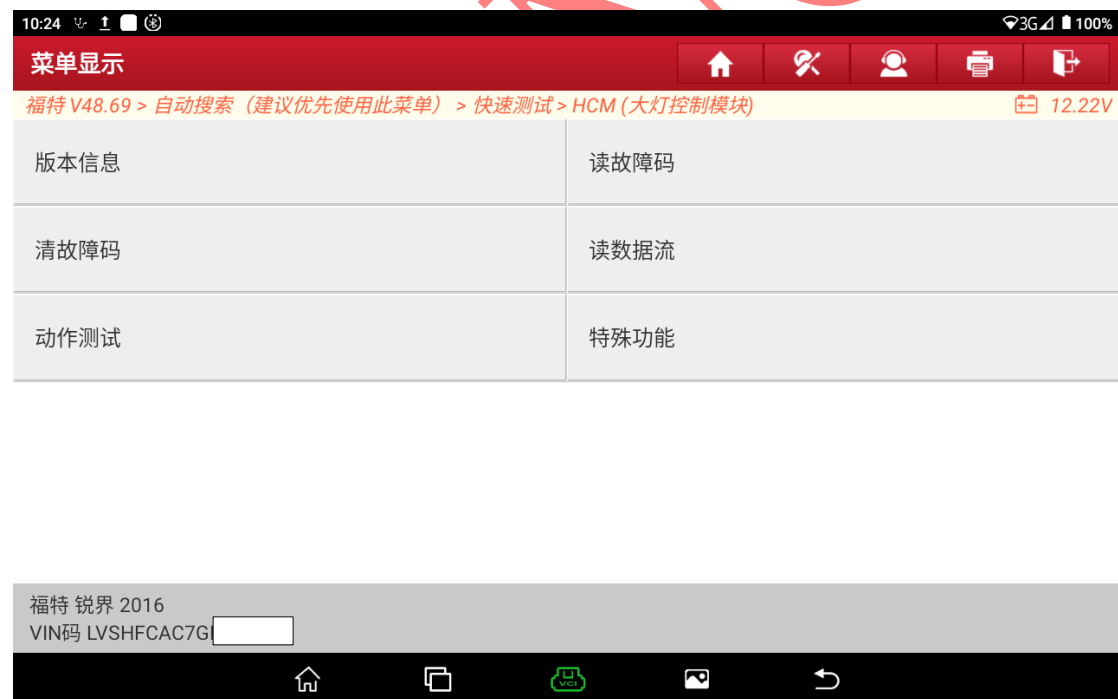 10:24 3G 100%
菜单显示
福特 V48.69 > 自动搜索（建议优先使用此菜单） > 快速测试 > HCM (大灯控制模块) 12.22V
版本信息 读故障码
清故障码 读数据流
动作测试 特殊功能
福特 锐界 2016
VIN码 LVSHFCAC7G
VCI